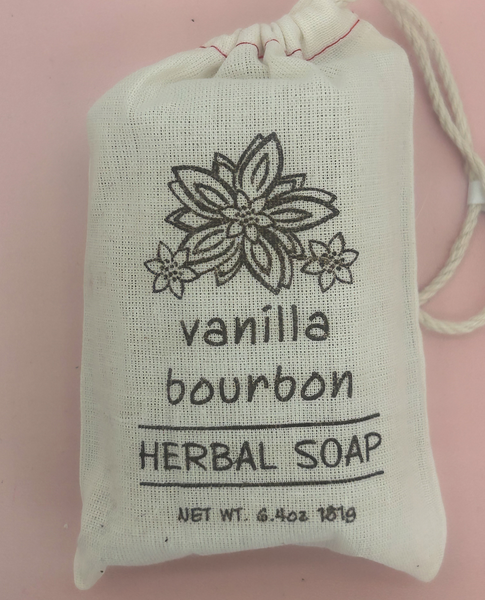 vanilla
bourbon
HERBAL SOAP
NET WT. 6.4oz 181g